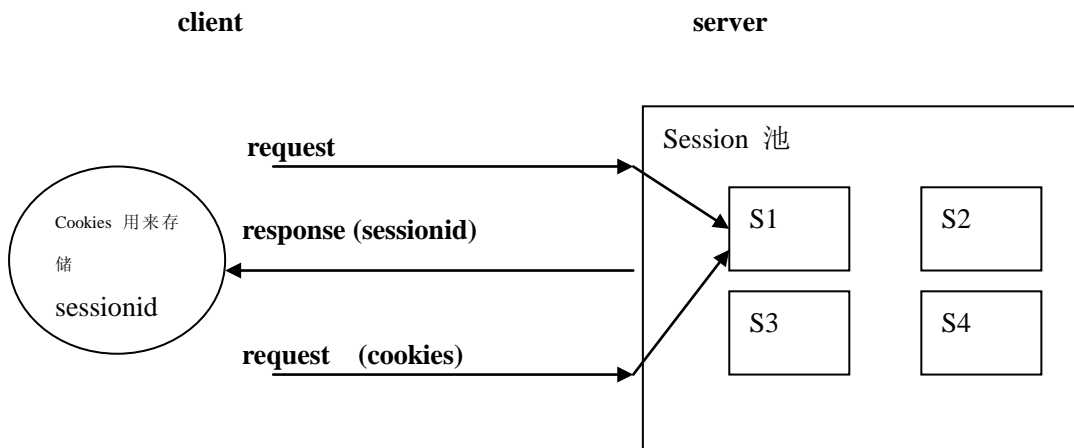 client
server
request
Session 池
Cookies 用来存
储
sessionid
response (sessionid)
S1
S2
S3
S4
request (cookies)